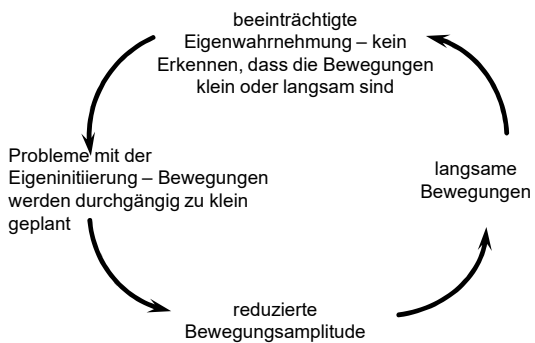 beeinträchtigte
Eigenwahrnehmung – kein
Erkennen, dass die Bewegungen
klein oder langsam sind
Probleme mit der
Eigeninitiierung – Bewegungen
werden durchgängig zu klein
geplant
reduzierte
Bewegungsamplitude
langsame
Bewegungen